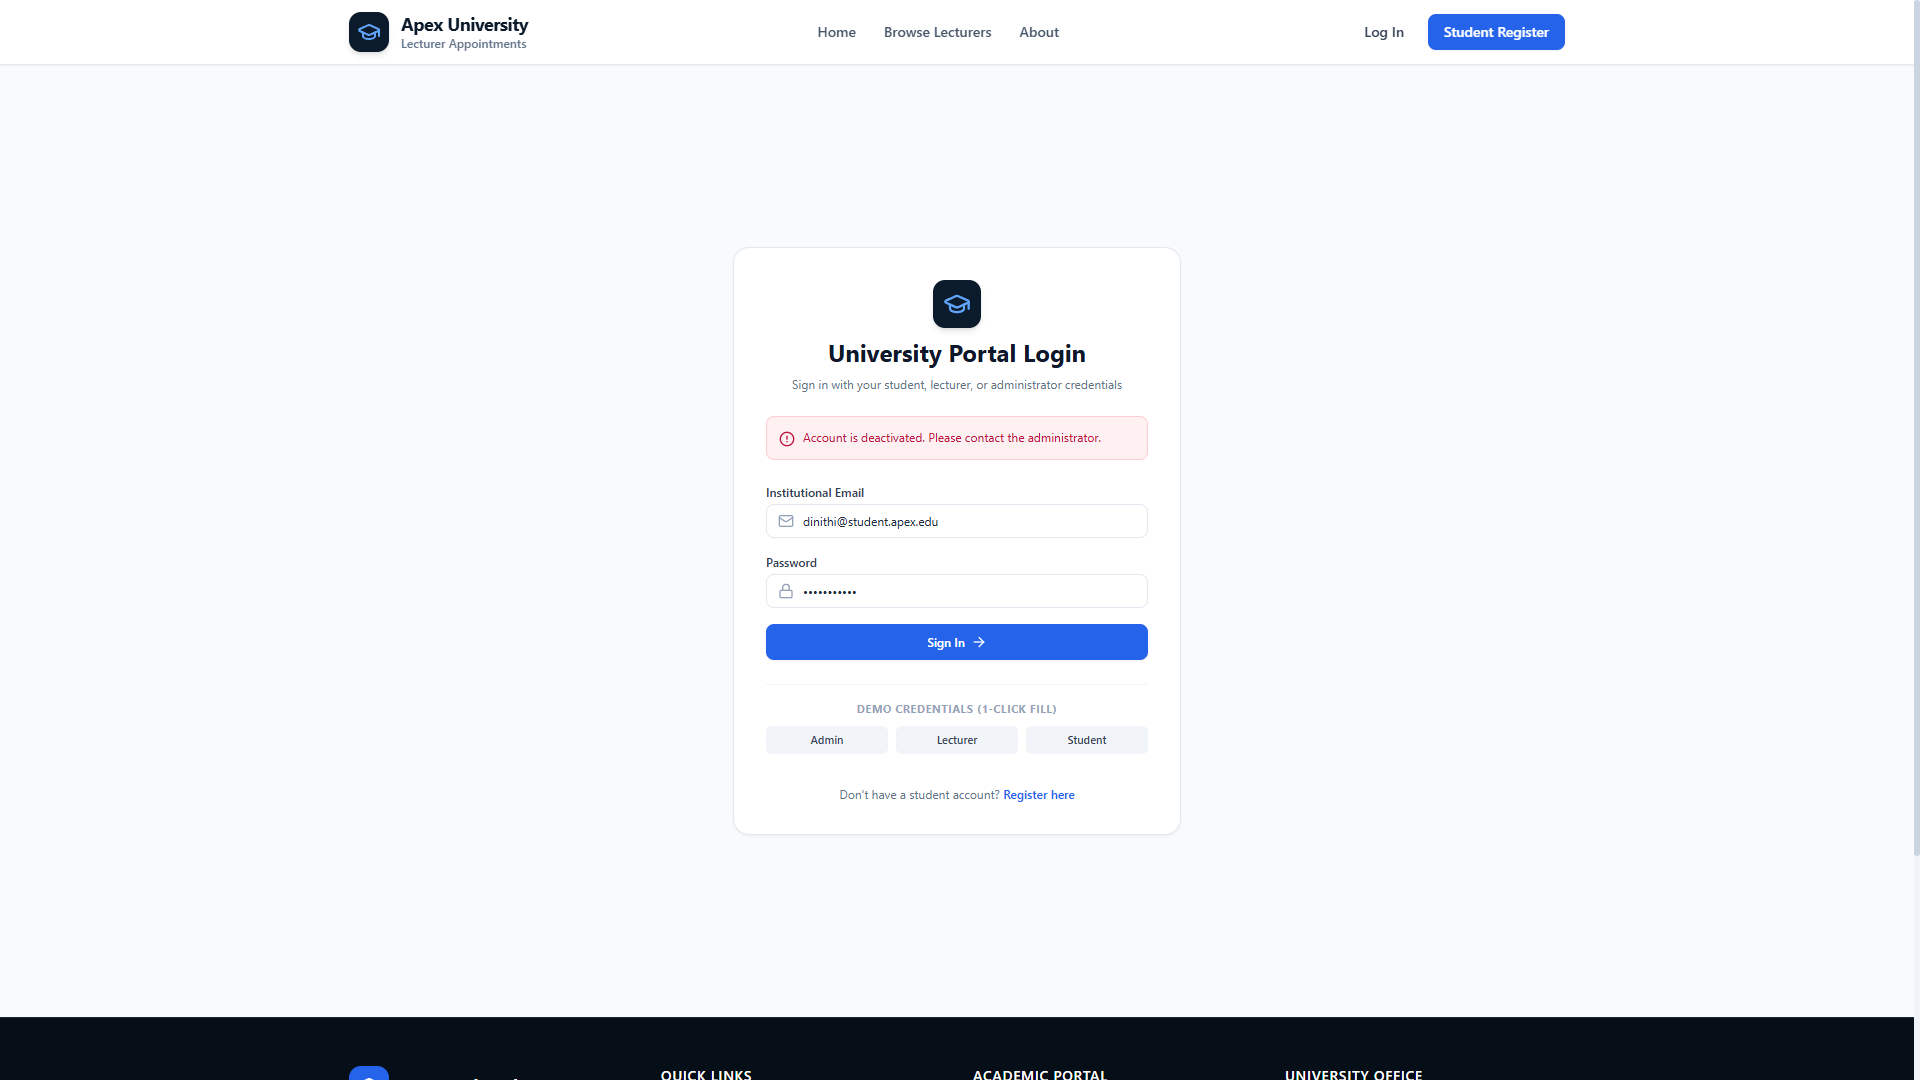 Apex University
Lecturer Appointments
Home
Browse Lecturers
About
Log In
Student Register
University Portal Login
Sign in with your student, lecturer, or administrator credentials
Account is deactivated. Please contact the administrator.
Institutional Email
dinithi@student.apex.edu
Password
•••••••••••
Sign In →
DEMO CREDENTIALS (1-CLICK FILL)
Admin
Lecturer
Student
Don't have a student account? Register here
QUICK LINKS
ACADEMIC PORTAL
UNIVERSITY OFFICE